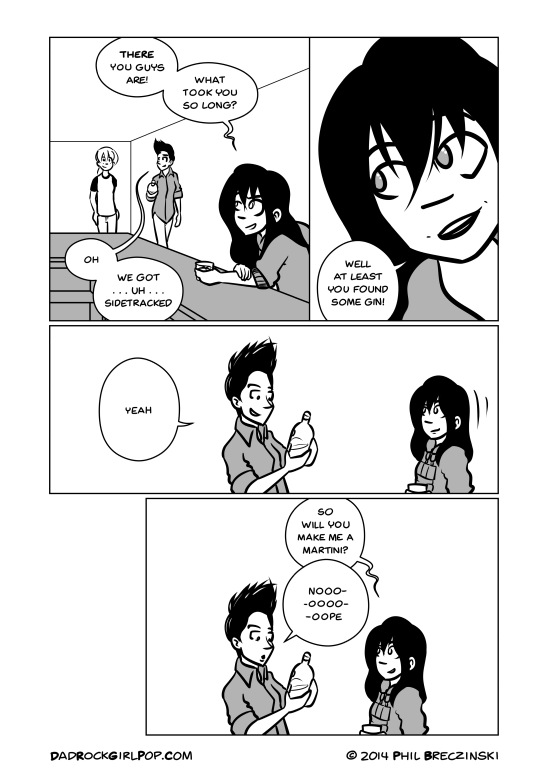 THERE
YOU GUYS
ARE!
WHAT
TOOK YOU
SO LONG?
OH
WE GOT
. . . UH . . .
SIDETRACKED
WELL
AT LEAST
YOU FOUND
SOME GIN!
YEAH
SO
WILL YOU
MAKE ME A
MARTINI?
NOOO-
-OOOO-
-OOPE
DADROCKGIRLPOP.COM
© 2014 PHIL BRECZINSKI